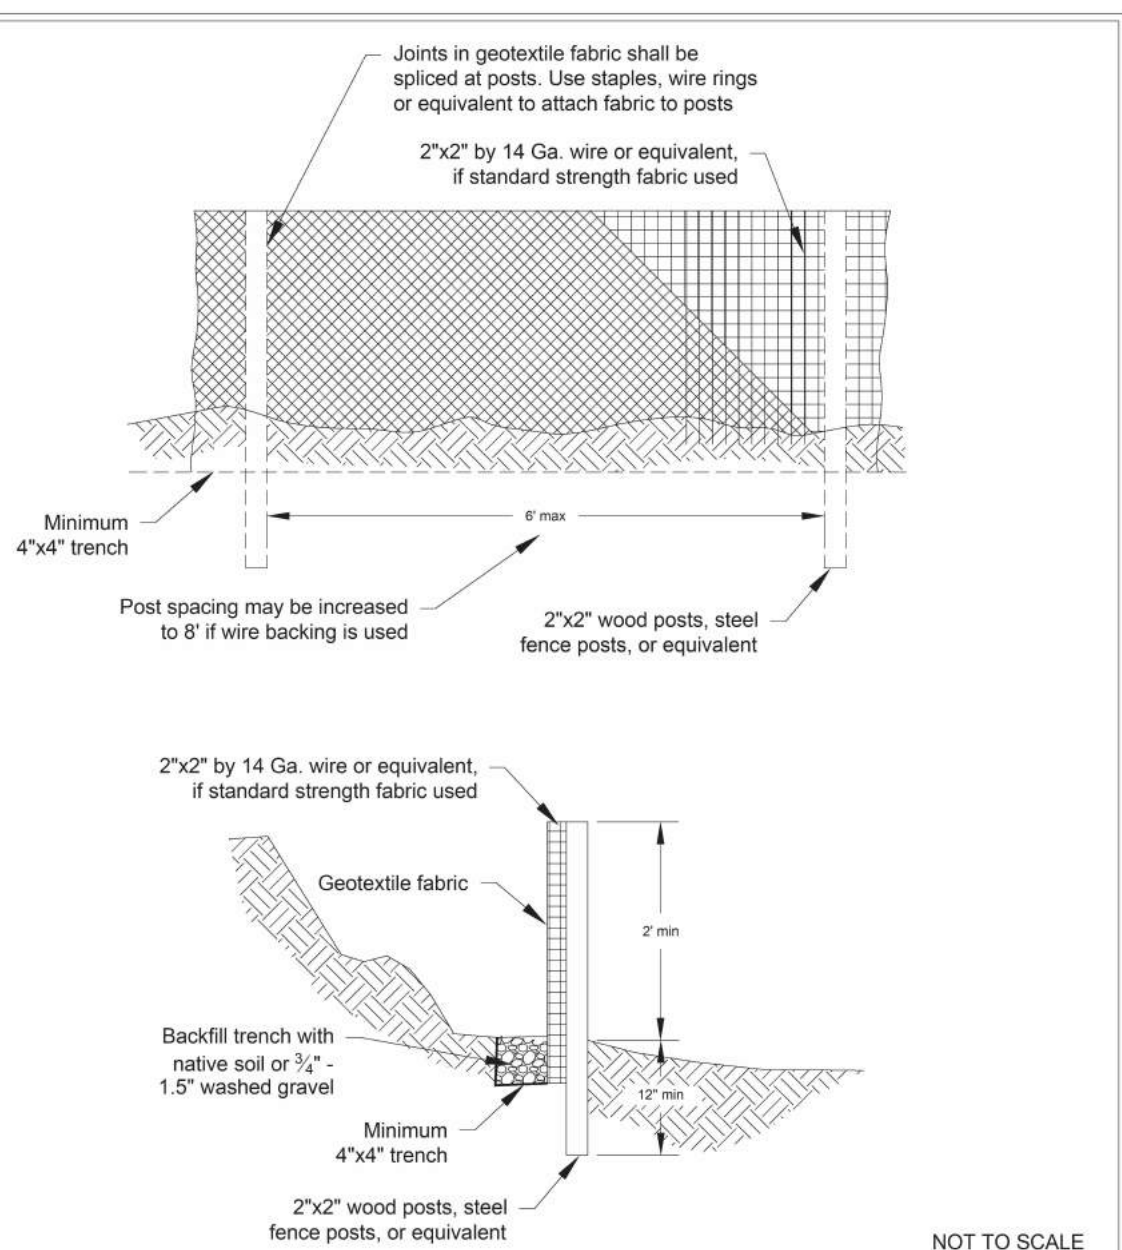 Joints in geotextile fabric shall be
spliced at posts. Use staples, wire rings
or equivalent to attach fabric to posts
2"x2" by 14 Ga. wire or equivalent,
if standard strength fabric used
Minimum
4"x4" trench
6' max
Post spacing may be increased
to 8' if wire backing is used
2"x2" wood posts, steel
fence posts, or equivalent
2"x2" by 14 Ga. wire or equivalent,
if standard strength fabric used
Geotextile fabric
2' min
Backfill trench with
native soil or ¾" -
1.5" washed gravel
12" min
Minimum
4"x4" trench
2"x2" wood posts, steel
fence posts, or equivalent
NOT TO SCALE